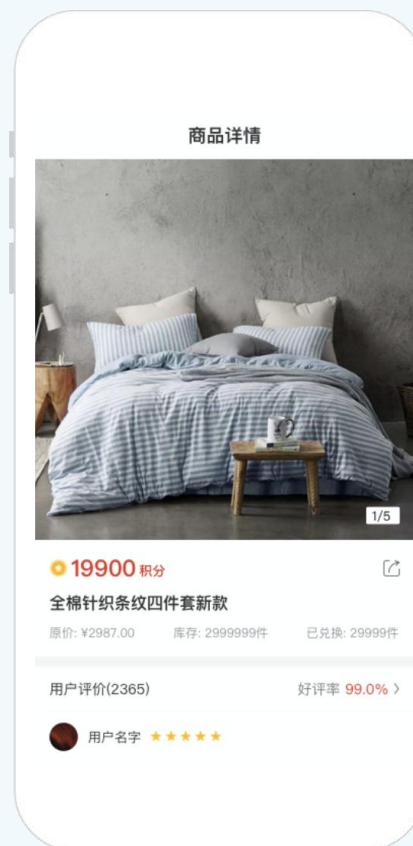 商品详情
1/5
19900 积分
全棉针织条纹四件套新款
原价: ¥2987.00 库存: 2999999件 已兑换: 29999件
用户评价(2365) 好评率 99.0%
用户名字